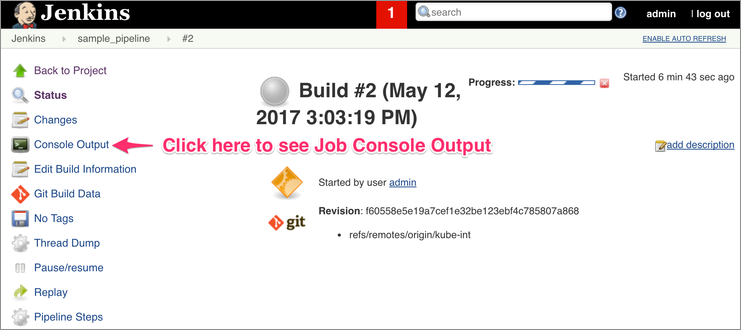 Jenkins
1
search
admin
| log out
Jenkins
sample_pipeline
#2
ENABLE AUTO REFRESH
Back to Project
Status
Changes
Console Output
Edit Build Information
Git Build Data
No Tags
Thread Dump
Pause/resume
Replay
Pipeline Steps
Build #2 (May 12,
2017 3:03:19 PM)
Progress:
Started 6 min 43 sec ago
Click here to see Job Console Output
add description
Started by user admin
git
Revision: f60558e5e19a7cef1e32be123ebf4c785807a868
• refs/remotes/origin/kube-int